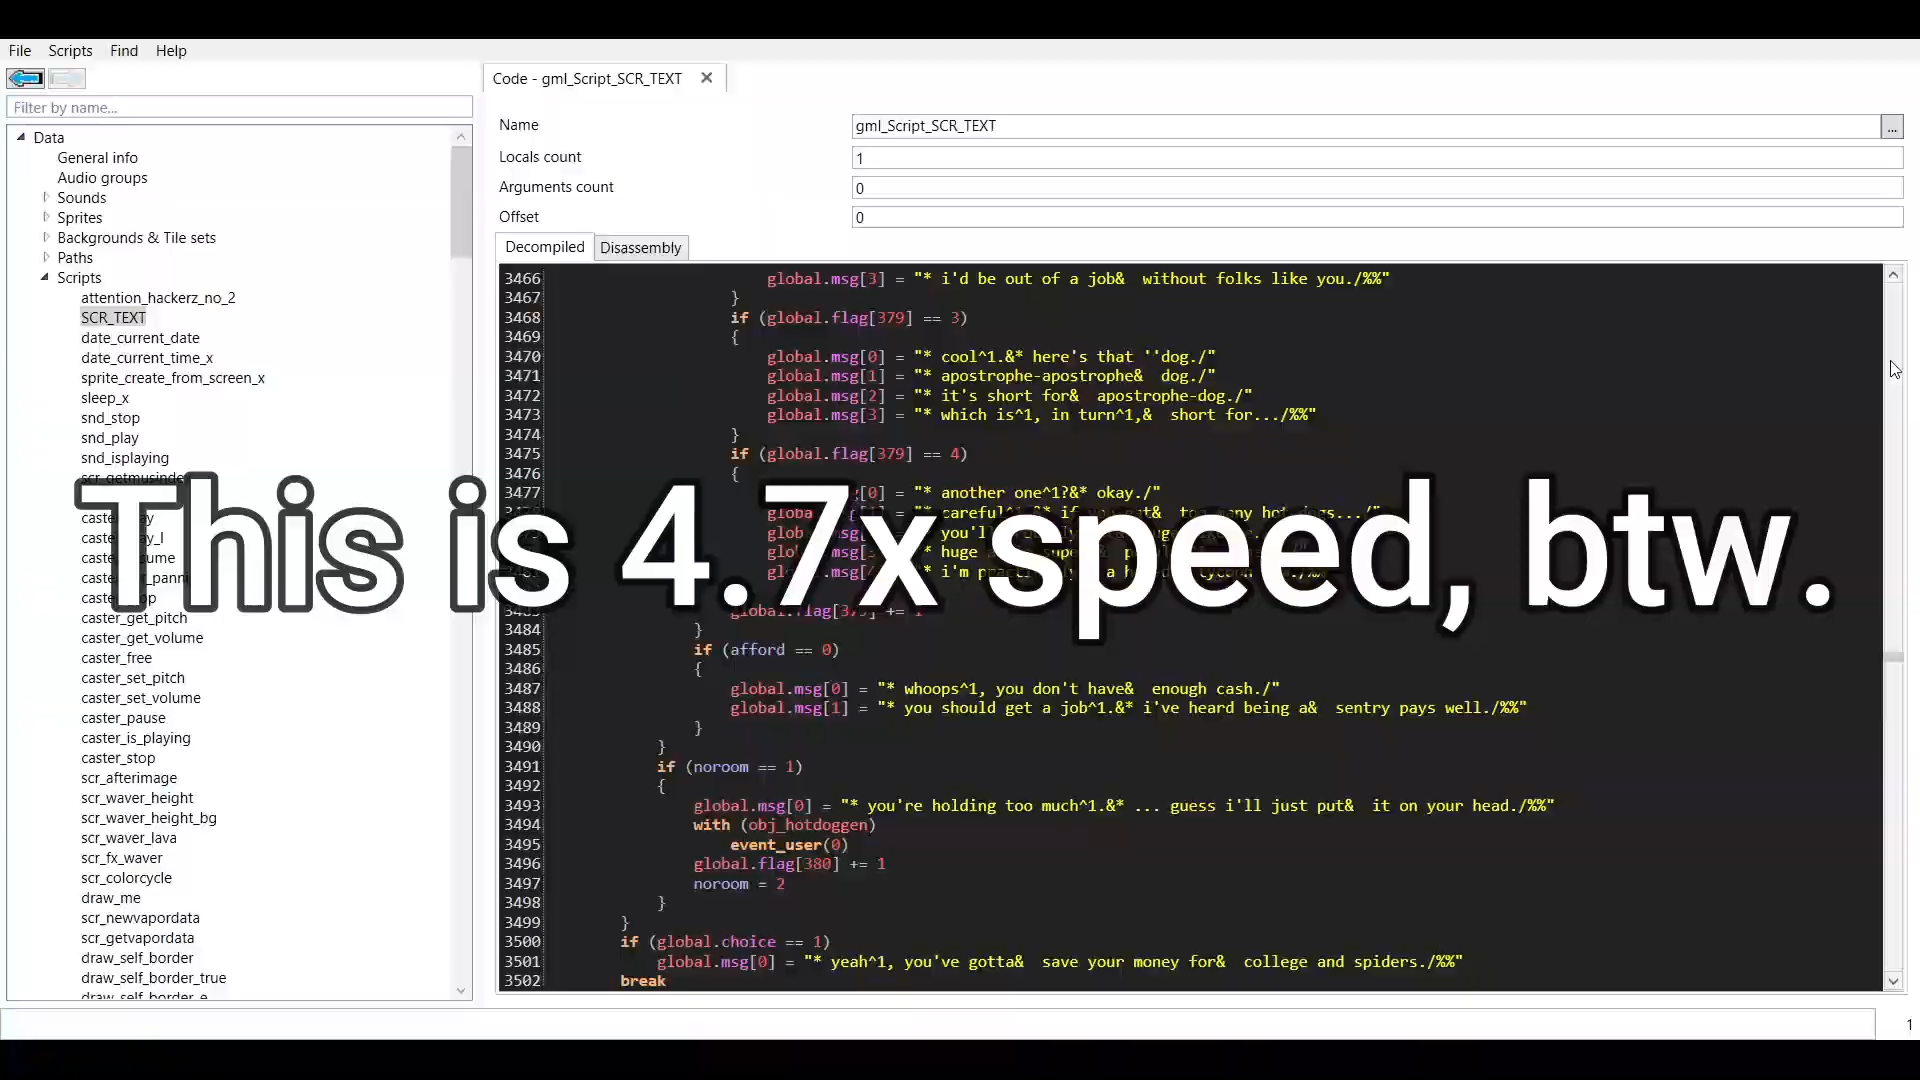 File Scripts Find Help
Filter by name...
Data
General info
Audio groups
Sounds
Sprites
Backgrounds & Tile sets
Paths
Scripts
attention_hackerz_no_2
SCR_TEXT
date_current_date
date_current_time_x
sprite_create_from_screen_x
sleep_x
snd_stop
snd_play
snd_isplaying
caster_get_pitch
caster_get_volume
caster_free
caster_set_pitch
caster_set_volume
caster_pause
caster_is_playing
caster_stop
scr_afterimage
scr_waver_height
scr_waver_height_bg
scr_waver_lava
scr_fx_waver
scr_colorcycle
draw_me
scr_newvapordata
scr_getvapordata
draw_self_border
draw_self_border_true
Code - gml_Script_SCR_TEXT
Name gml_Script_SCR_TEXT ...
Locals count 1
Arguments count 0
Offset 0
Decompiled Disassembly
3466 global.msg[3] = "* i'd be out of a job&  without folks like you./%%"
3467 }
3468 if (global.flag[379] == 3)
3469 {
3470 global.msg[0] = "* cool^1.&* here's that ''dog./"
3471 global.msg[1] = "* apostrophe-apostrophe&  dog./"
3472 global.msg[2] = "* it's short for&  apostrophe-dog./"
3473 global.msg[3] = "* which is^1, in turn^1,&  short for.../%%"
3474 }
3475 if (global.flag[379] == 4)
3476 {
3477 [0] = "* another one^1?&* okay./"
This is 4.7x speed, btw.
3484 }
3485 if (afford == 0)
3486 {
3487 global.msg[0] = "* whoops^1, you don't have&  enough cash./"
3488 global.msg[1] = "* you should get a job^1.&* i've heard being a&  sentry pays well./%%"
3489 }
3490 }
3491 if (noroom == 1)
3492 {
3493 global.msg[0] = "* you're holding too much^1.&* ... guess i'll just put&  it on your head./%%"
3494 with (obj_hotdoggen)
3495 event_user(0)
3496 global.flag[380] += 1
3497 noroom = 2
3498 }
3499 }
3500 if (global.choice == 1)
3501 global.msg[0] = "* yeah^1, you've gotta&  save your money for&  college and spiders./%%"
3502 break
1